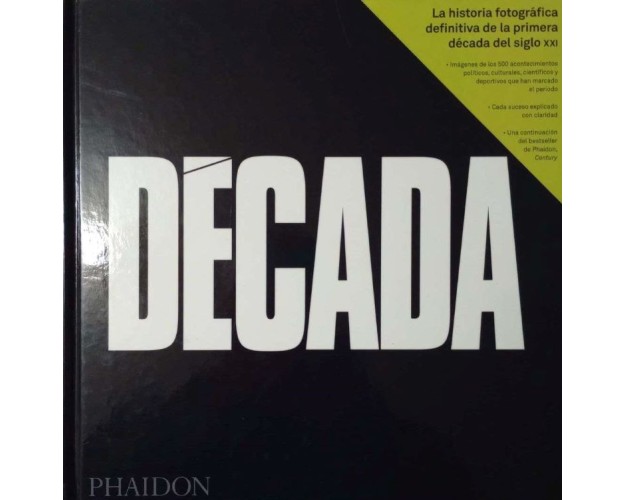 La historia fotográfica
definitiva de la primera
década del siglo XXI
• Imágenes de los 500 acontecimientos
políticos, culturales, científicos y
deportivos que han marcado
el período
• Cada suceso explicado
con claridad
• Una continuación
del bestseller
de Phaidon,
Century
DÉCADA
PHAIDON